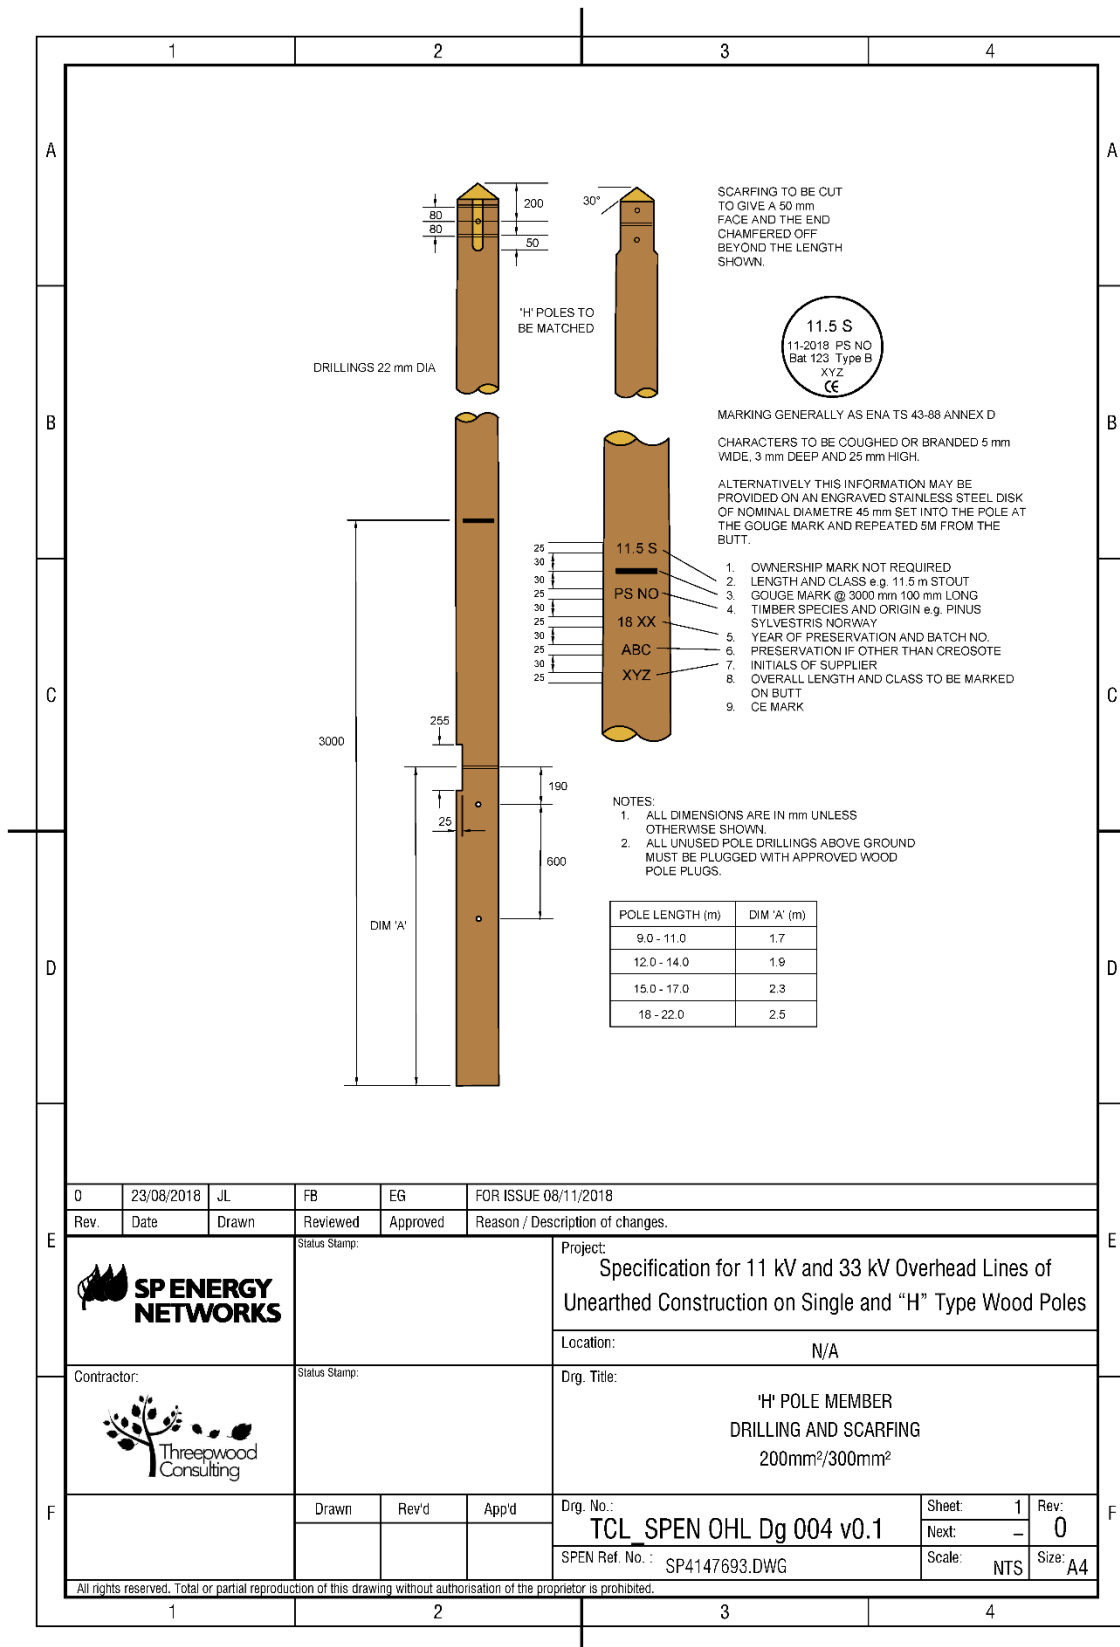 1
2
3
4
A
A
B
B
C
C
D
D
E
E
F
F
80
80
200
50
30°
SCARFING TO BE CUT
TO GIVE A 50 mm
FACE AND THE END
CHAMFERED OFF
BEYOND THE LENGTH
SHOWN.
'H' POLES TO
BE MATCHED
DRILLINGS 22 mm DIA
11.5 S
11-2018 PS NO
Bat 123 Type B
XYZ
CE
MARKING GENERALLY AS ENA TS 43-88 ANNEX D
CHARACTERS TO BE COUGHED OR BRANDED 5 mm
WIDE, 3 mm DEEP AND 25 mm HIGH.
ALTERNATIVELY THIS INFORMATION MAY BE
PROVIDED ON AN ENGRAVED STAINLESS STEEL DISK
OF NOMINAL DIAMETRE 45 mm SET INTO THE POLE AT
THE GOUGE MARK AND REPEATED 5M FROM THE
BUTT.
25
30
30
25
30
25
30
25
30
25
11.5 S
PS NO
18 XX
ABC
XYZ
1. OWNERSHIP MARK NOT REQUIRED
2. LENGTH AND CLASS e.g. 11.5 m STOUT
3. GOUGE MARK @ 3000 mm 100 mm LONG
4. TIMBER SPECIES AND ORIGIN e.g. PINUS
SYLVESTRIS NORWAY
5. YEAR OF PRESERVATION AND BATCH NO.
6. PRESERVATION IF OTHER THAN CREOSOTE
7. INITIALS OF SUPPLIER
8. OVERALL LENGTH AND CLASS TO BE MARKED
ON BUTT
9. CE MARK
3000
255
25
190
600
DIM 'A'
NOTES:
1. ALL DIMENSIONS ARE IN mm UNLESS
OTHERWISE SHOWN.
2. ALL UNUSED POLE DRILLINGS ABOVE GROUND
MUST BE PLUGGED WITH APPROVED WOOD
POLE PLUGS.
POLE LENGTH (m) DIM 'A' (m)
9.0 - 11.0 1.7
12.0 - 14.0 1.9
15.0 - 17.0 2.3
18 - 22.0 2.5
0 23/08/2018 JL FB EG FOR ISSUE 08/11/2018
Rev. Date Drawn Reviewed Approved Reason / Description of changes.
SP ENERGY
NETWORKS
Status Stamp:
Project:
Specification for 11 kV and 33 kV Overhead Lines of
Unearthed Construction on Single and “H” Type Wood Poles
Location:
N/A
Contractor:
Threepwood
Consulting
Status Stamp:
Drg. Title:
'H' POLE MEMBER
DRILLING AND SCARFING
200mm²/300mm²
Drawn Rev'd App'd
Drg. No.:
TCL_SPEN OHL Dg 004 v0.1
Sheet: 1
Next: –
Rev:
0
SPEN Ref. No. : SP4147693.DWG
Scale: NTS
Size: A4
All rights reserved. Total or partial reproduction of this drawing without authorisation of the proprietor is prohibited.
1
2
3
4